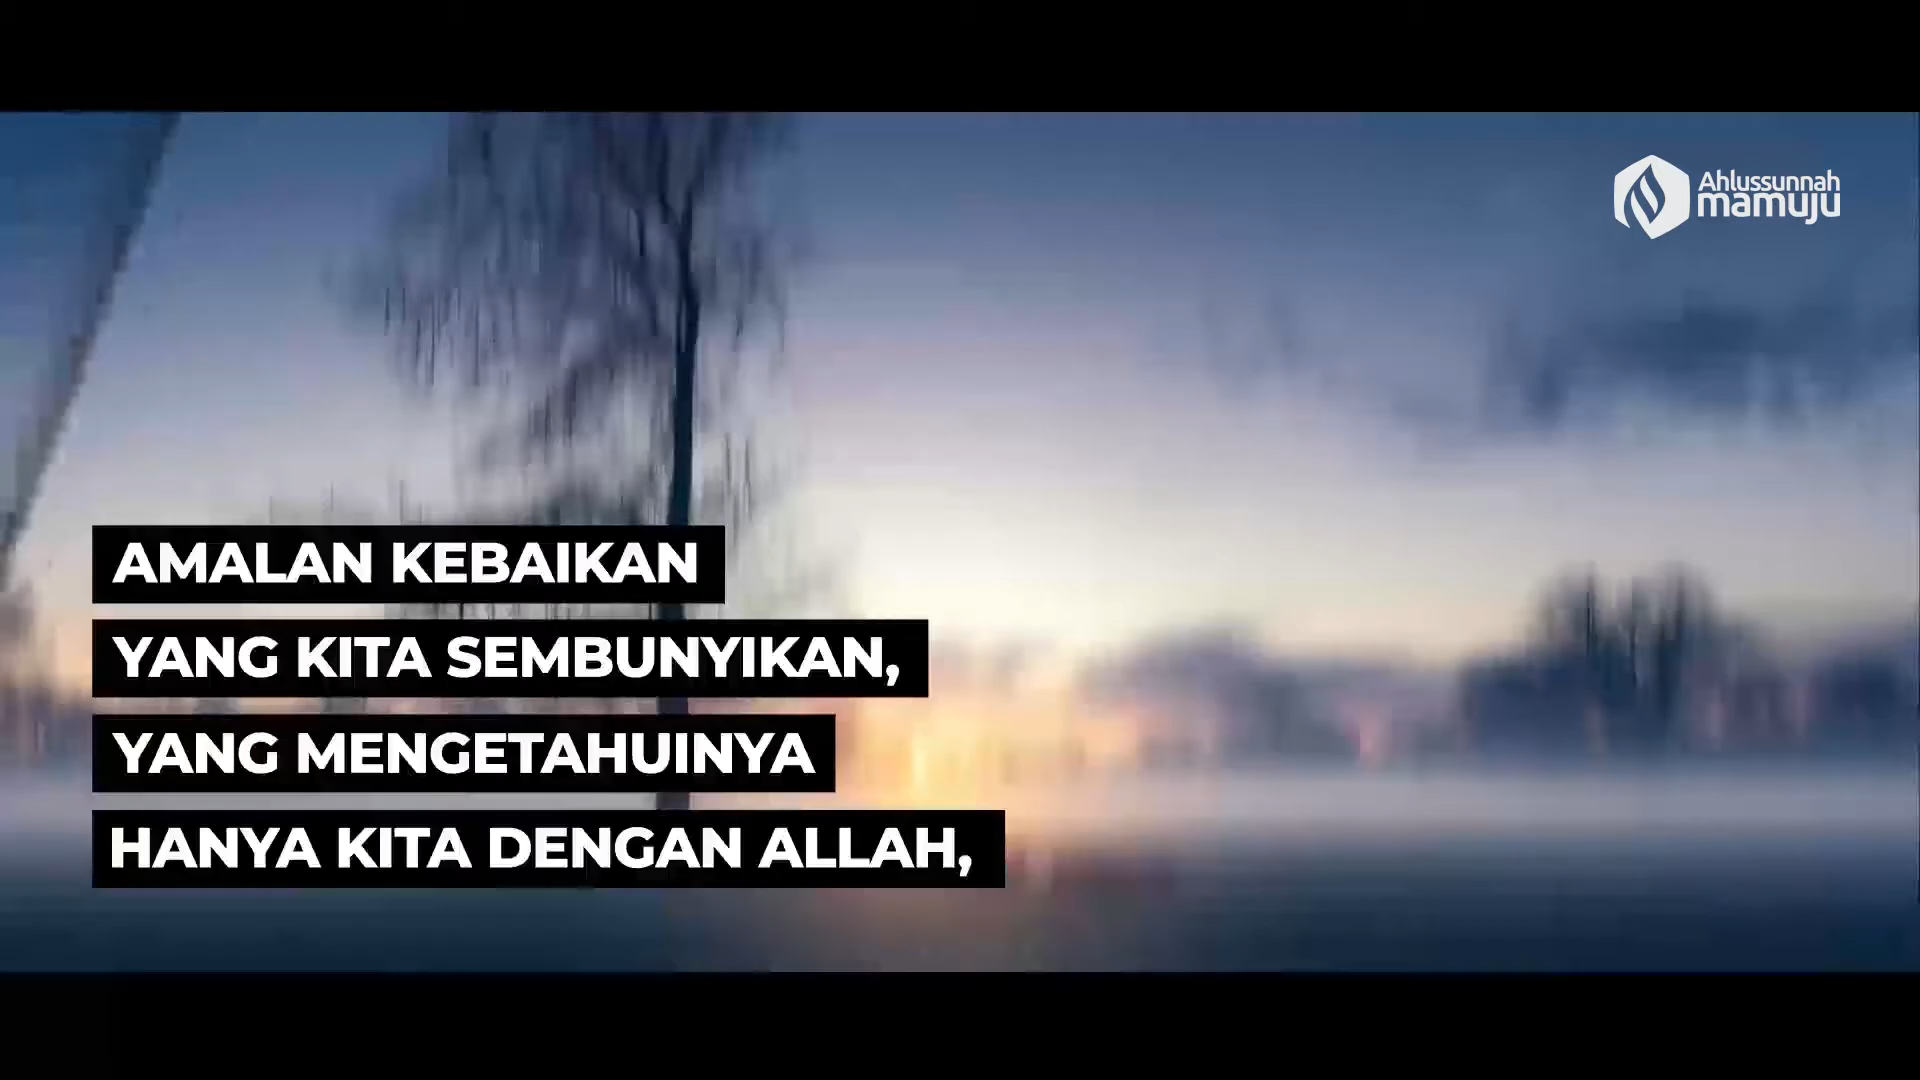 Ahlussunnah
mamuju
AMALAN KEBAIKAN
YANG KITA SEMBUNYIKAN,
YANG MENGETAHUINYA
HANYA KITA DENGAN ALLAH,